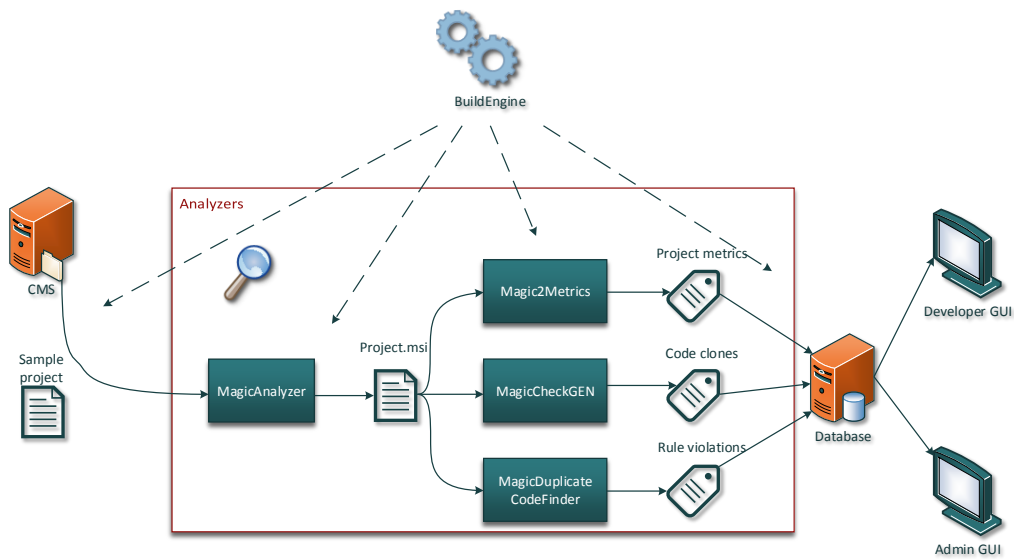 BuildEngine
Analyzers
CMS
Sample
project
MagicAnalyzer
Project.msi
Magic2Metrics
MagicCheckGEN
MagicDuplicate
CodeFinder
Project metrics
Code clones
Rule violations
Database
Developer GUI
Admin GUI